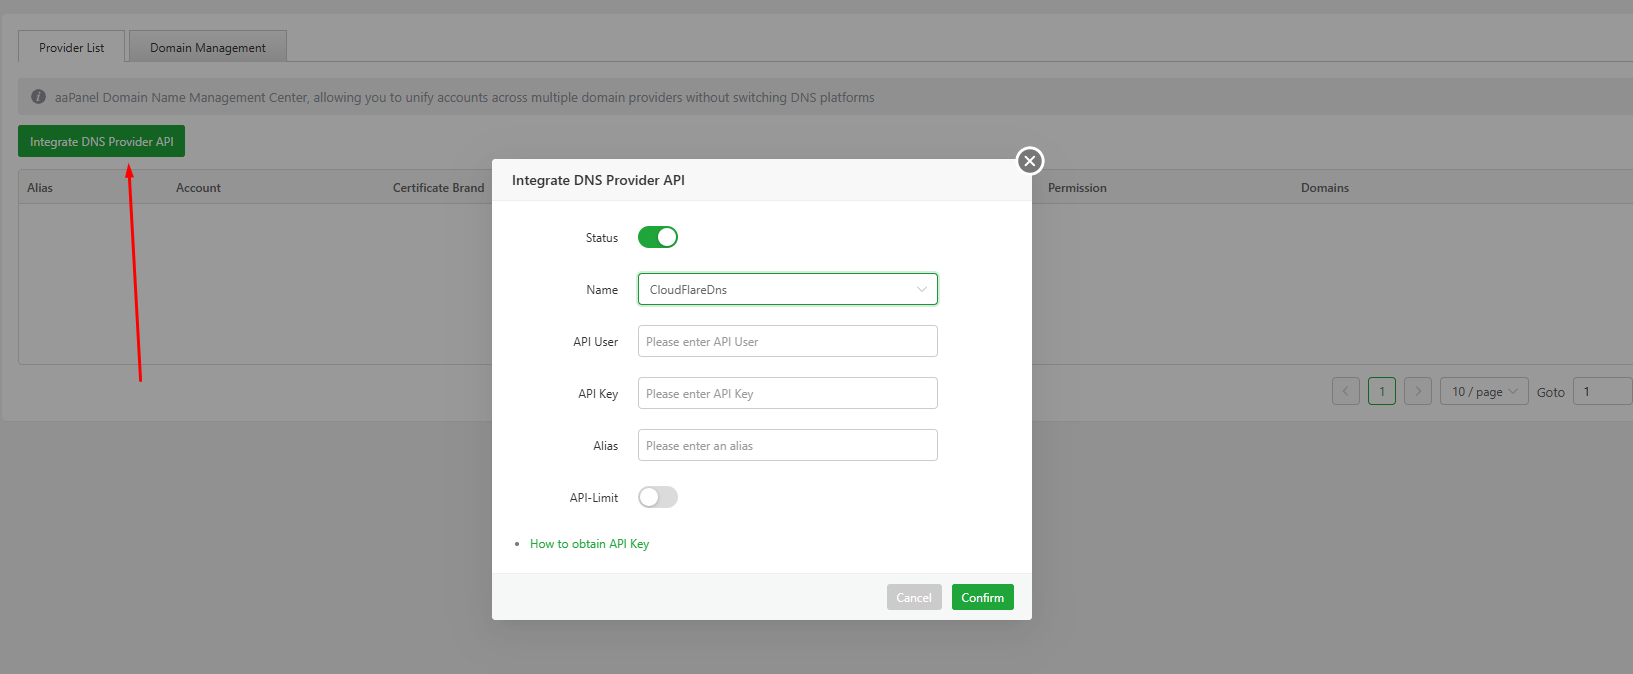 Provider List
Domain Management
aaPanel Domain Name Management Center, allowing you to unify accounts across multiple domain providers without switching DNS platforms
Integrate DNS Provider API
Alias Account Certificate Brand Permission Domains
Integrate DNS Provider API
Status
Name CloudFlareDns
API User Please enter API User
API Key Please enter API Key
Alias Please enter an alias
API-Limit
How to obtain API Key
Cancel Confirm
1 10 / page Goto 1